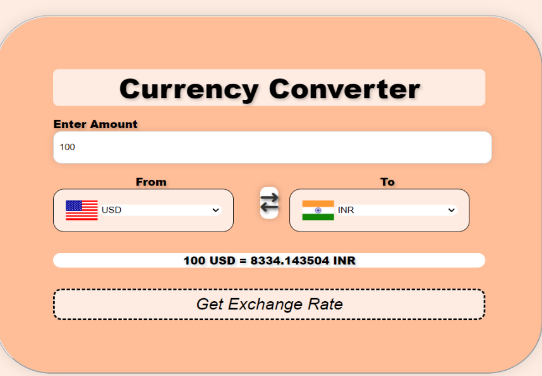 Currency Converter
Enter Amount
100
From To
USD INR
100 USD = 8334.143504 INR
Get Exchange Rate